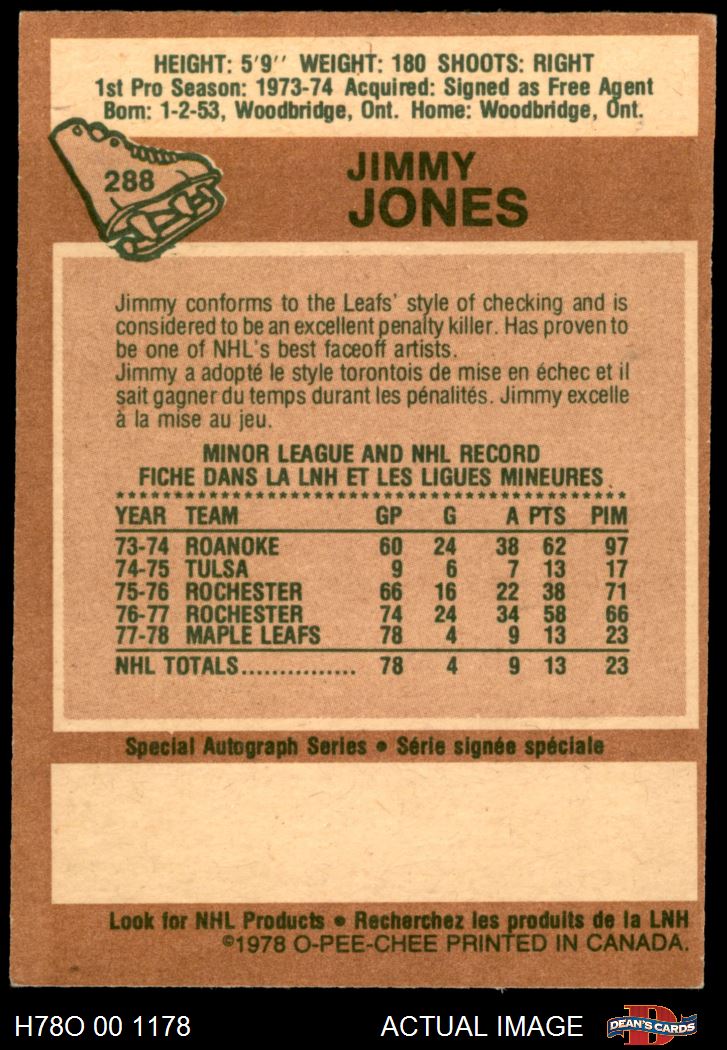 HEIGHT: 5'9'' WEIGHT: 180 SHOOTS: RIGHT
1st Pro Season: 1973-74 Acquired: Signed as Free Agent
Born: 1-2-53, Woodbridge, Ont. Home: Woodbridge, Ont.
288
JIMMY
JONES
Jimmy conforms to the Leafs' style of checking and is
considered to be an excellent penalty killer. Has proven to
be one of NHL's best faceoff artists.
Jimmy a adopté le style torontois de mise en échec et il
sait gagner du temps durant les pénalités. Jimmy excelle
à la mise au jeu.
MINOR LEAGUE AND NHL RECORD
FICHE DANS LA LNH ET LES LIGUES MINEURES
YEAR TEAM GP G A PTS PIM
73-74 ROANOKE 60 24 38 62 97
74-75 TULSA 9 6 7 13 17
75-76 ROCHESTER 66 16 22 38 71
76-77 ROCHESTER 74 24 34 58 66
77-78 MAPLE LEAFS 78 4 9 13 23
NHL TOTALS................ 78 4 9 13 23
Special Autograph Series • Série signée spéciale
Look for NHL Products • Recherchez les produits de la LNH
©1978 O-PEE-CHEE PRINTED IN CANADA.
H78O 00 1178 ACTUAL IMAGE D DEAN'S CARDS